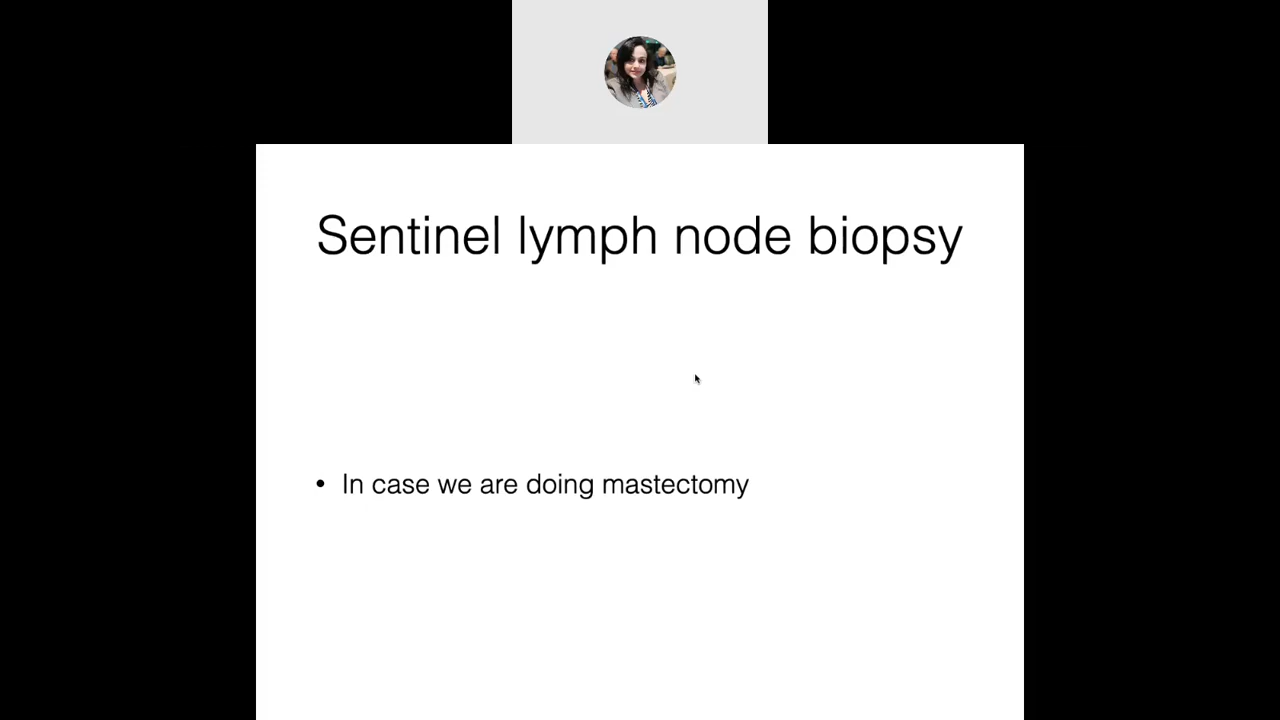 Sentinel lymph node biopsy
• In case we are doing mastectomy